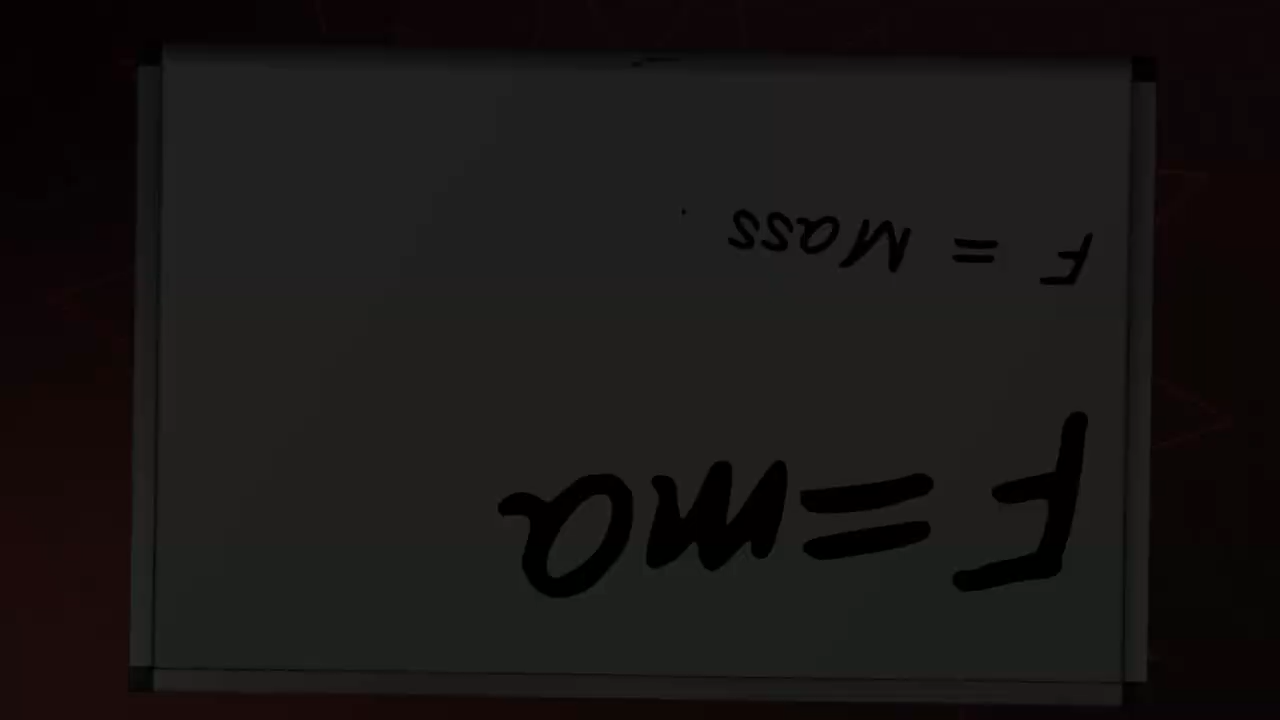 F=ma
F = Mass .